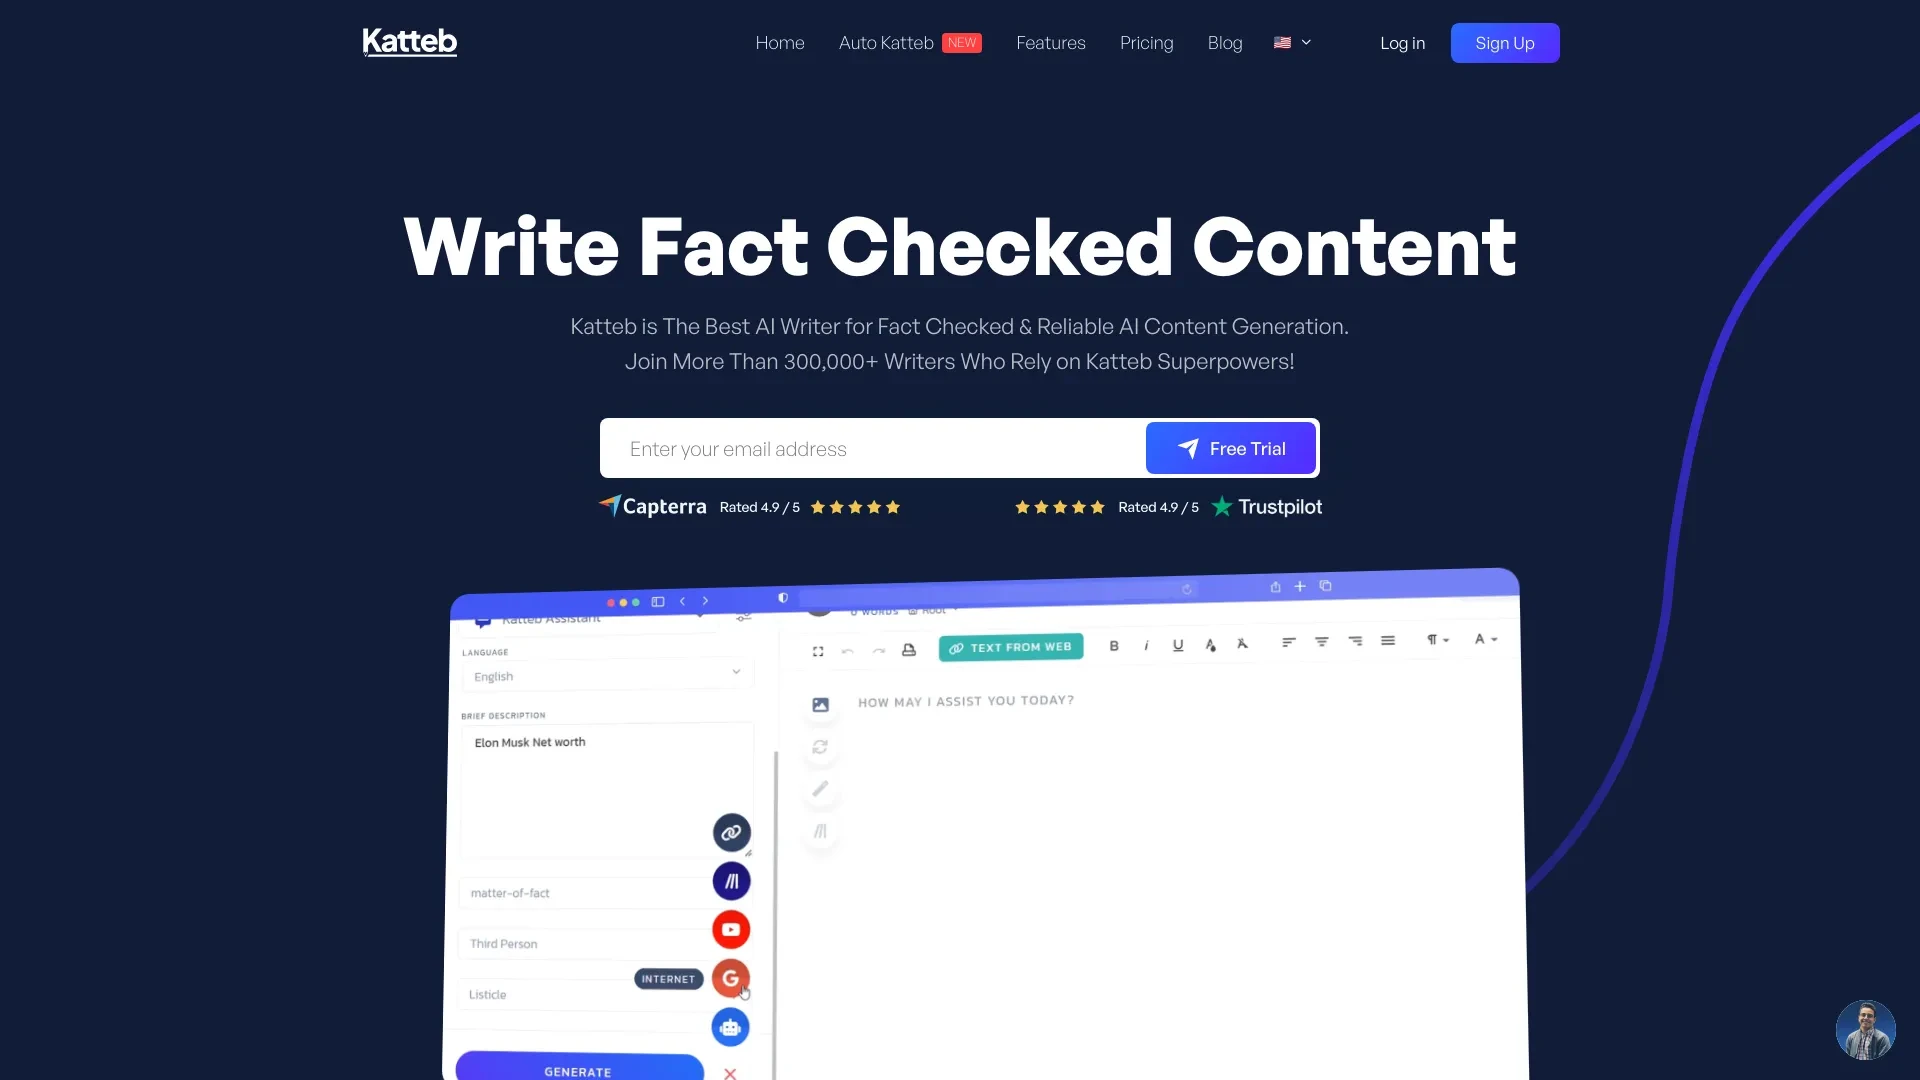 Katteb
Home
Auto Katteb NEW
Features
Pricing
Blog
Log in
Sign Up
Write Fact Checked Content
Katteb is The Best AI Writer for Fact Checked & Reliable AI Content Generation.
Join More Than 300,000+ Writers Who Rely on Katteb Superpowers!
Enter your email address
Free Trial
Capterra Rated 4.9 / 5
Rated 4.9 / 5 Trustpilot
Katteb Assistant
0 WORDS Root
LANGUAGE
English
TEXT FROM WEB
B i U A
HOW MAY I ASSIST YOU TODAY?
BRIEF DESCRIPTION
Elon Musk Net worth
matter-of-fact
Third Person
INTERNET G
Listicle
GENERATE